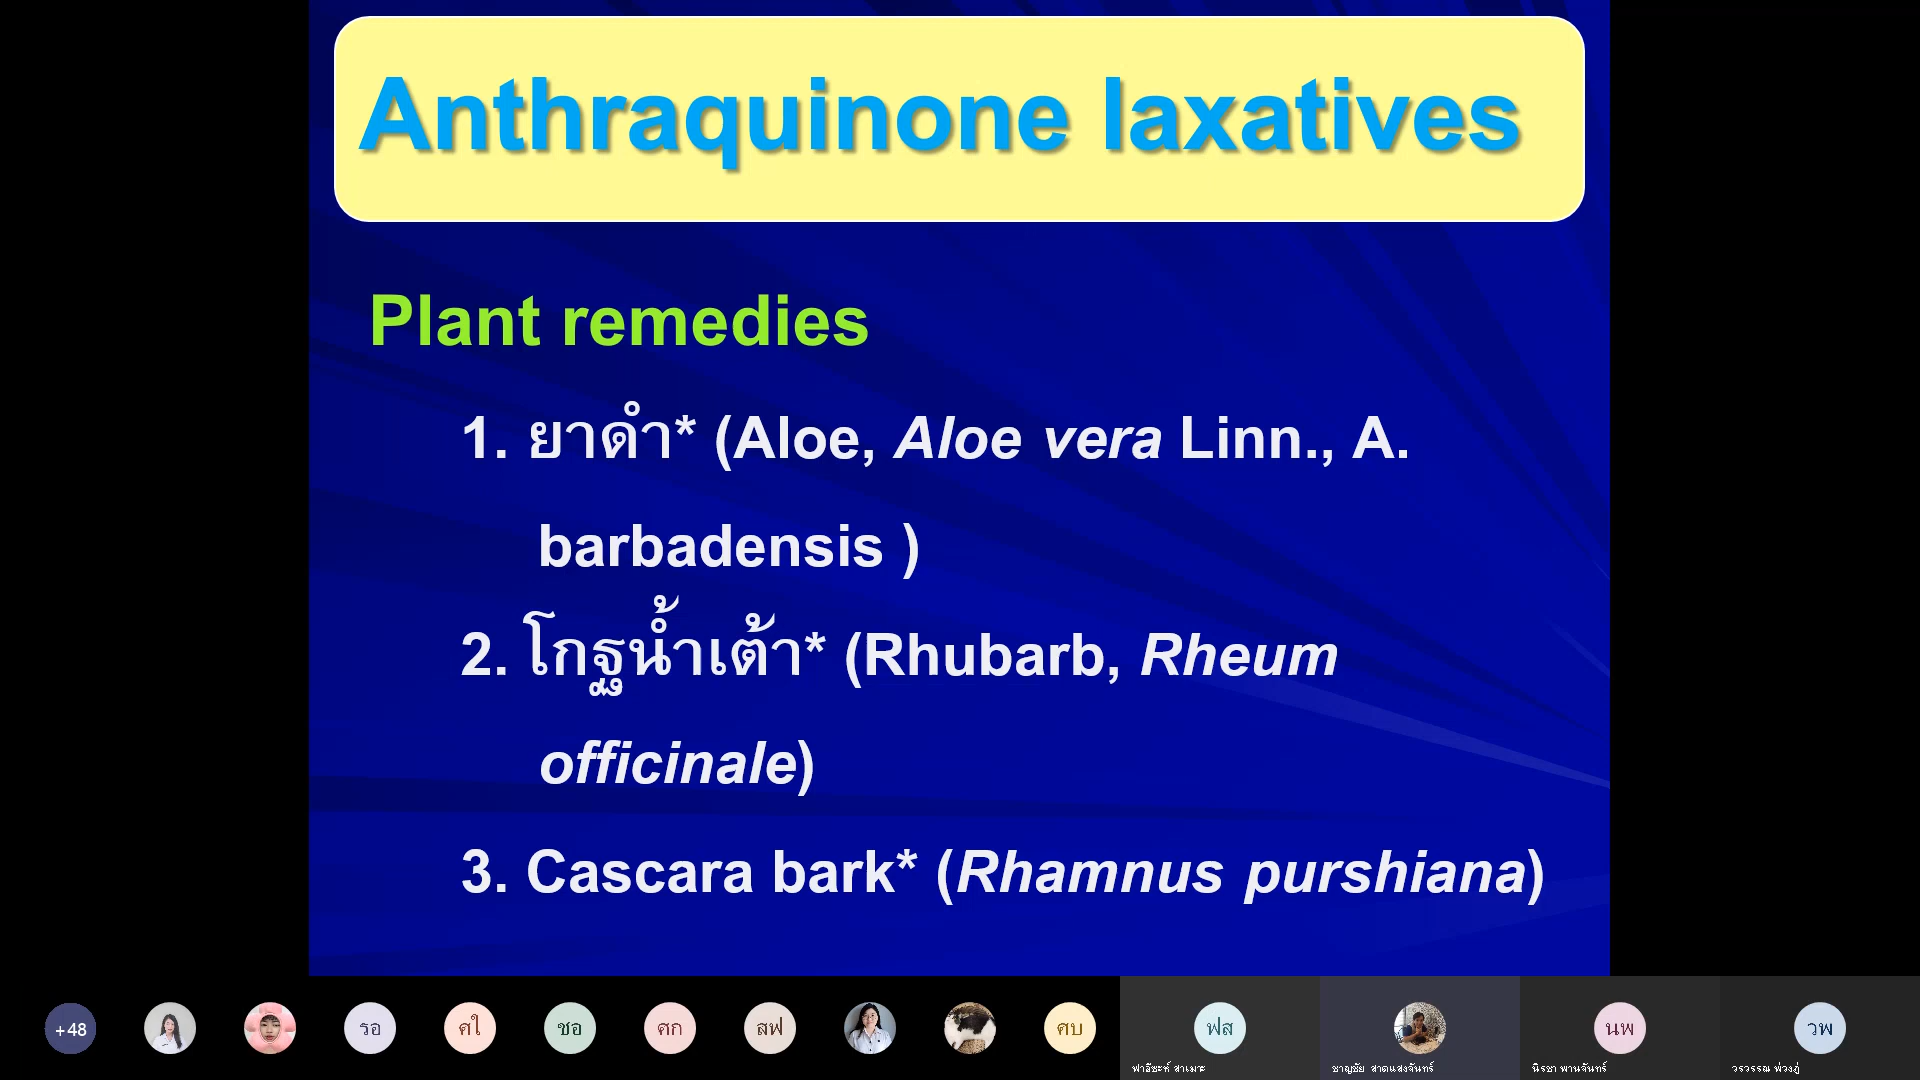 Anthraquinone laxatives
Plant remedies
1. ยาดำ* (Aloe, Aloe vera Linn., A.
barbadensis )
2. โกฐน้ำเต้า* (Rhubarb, Rheum
officinale)
3. Cascara bark* (Rhamnus purshiana)
+48
รอ
ศใ
ชอ
ศก
สฟ
ศบ
ฟส
นพ
วพ
ฟาอีซะห์ สาเมาะ
ชาญชัย สาดแสงจันทร์
นิรชา พานจันทร์
วรวรรณ พ่วงภู่